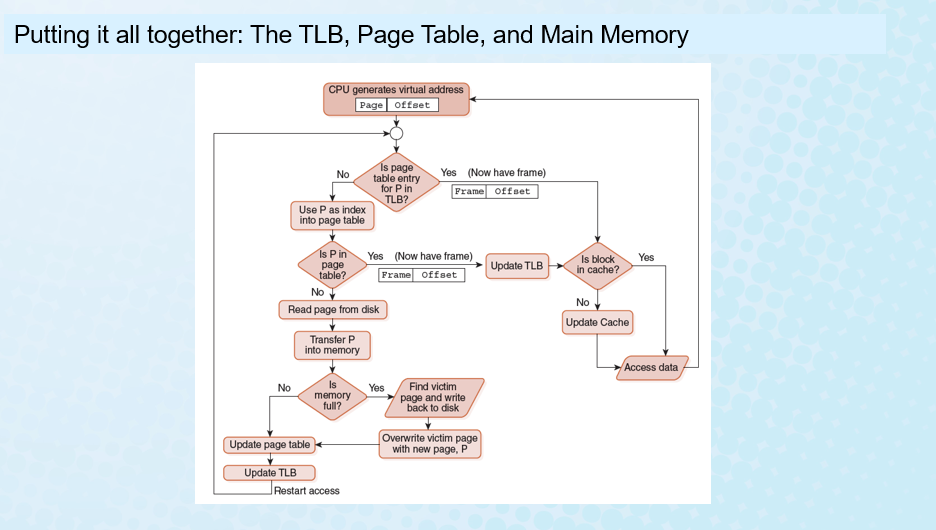 Putting it all together: The TLB, Page Table, and Main Memory
CPU generates virtual address
Page Offset
Is page
table entry
for P in
TLB?
No
Yes (Now have frame)
Frame Offset
Use P as index
into page table
Is P in
page
table?
Yes (Now have frame)
Frame Offset
Update TLB
Is block
in cache?
Yes
No
No
Read page from disk
Update Cache
Transfer P
into memory
Access data
Is
memory
full?
No
Yes
Find victim
page and write
back to disk
Update page table
Overwrite victim page
with new page, P
Update TLB
Restart access